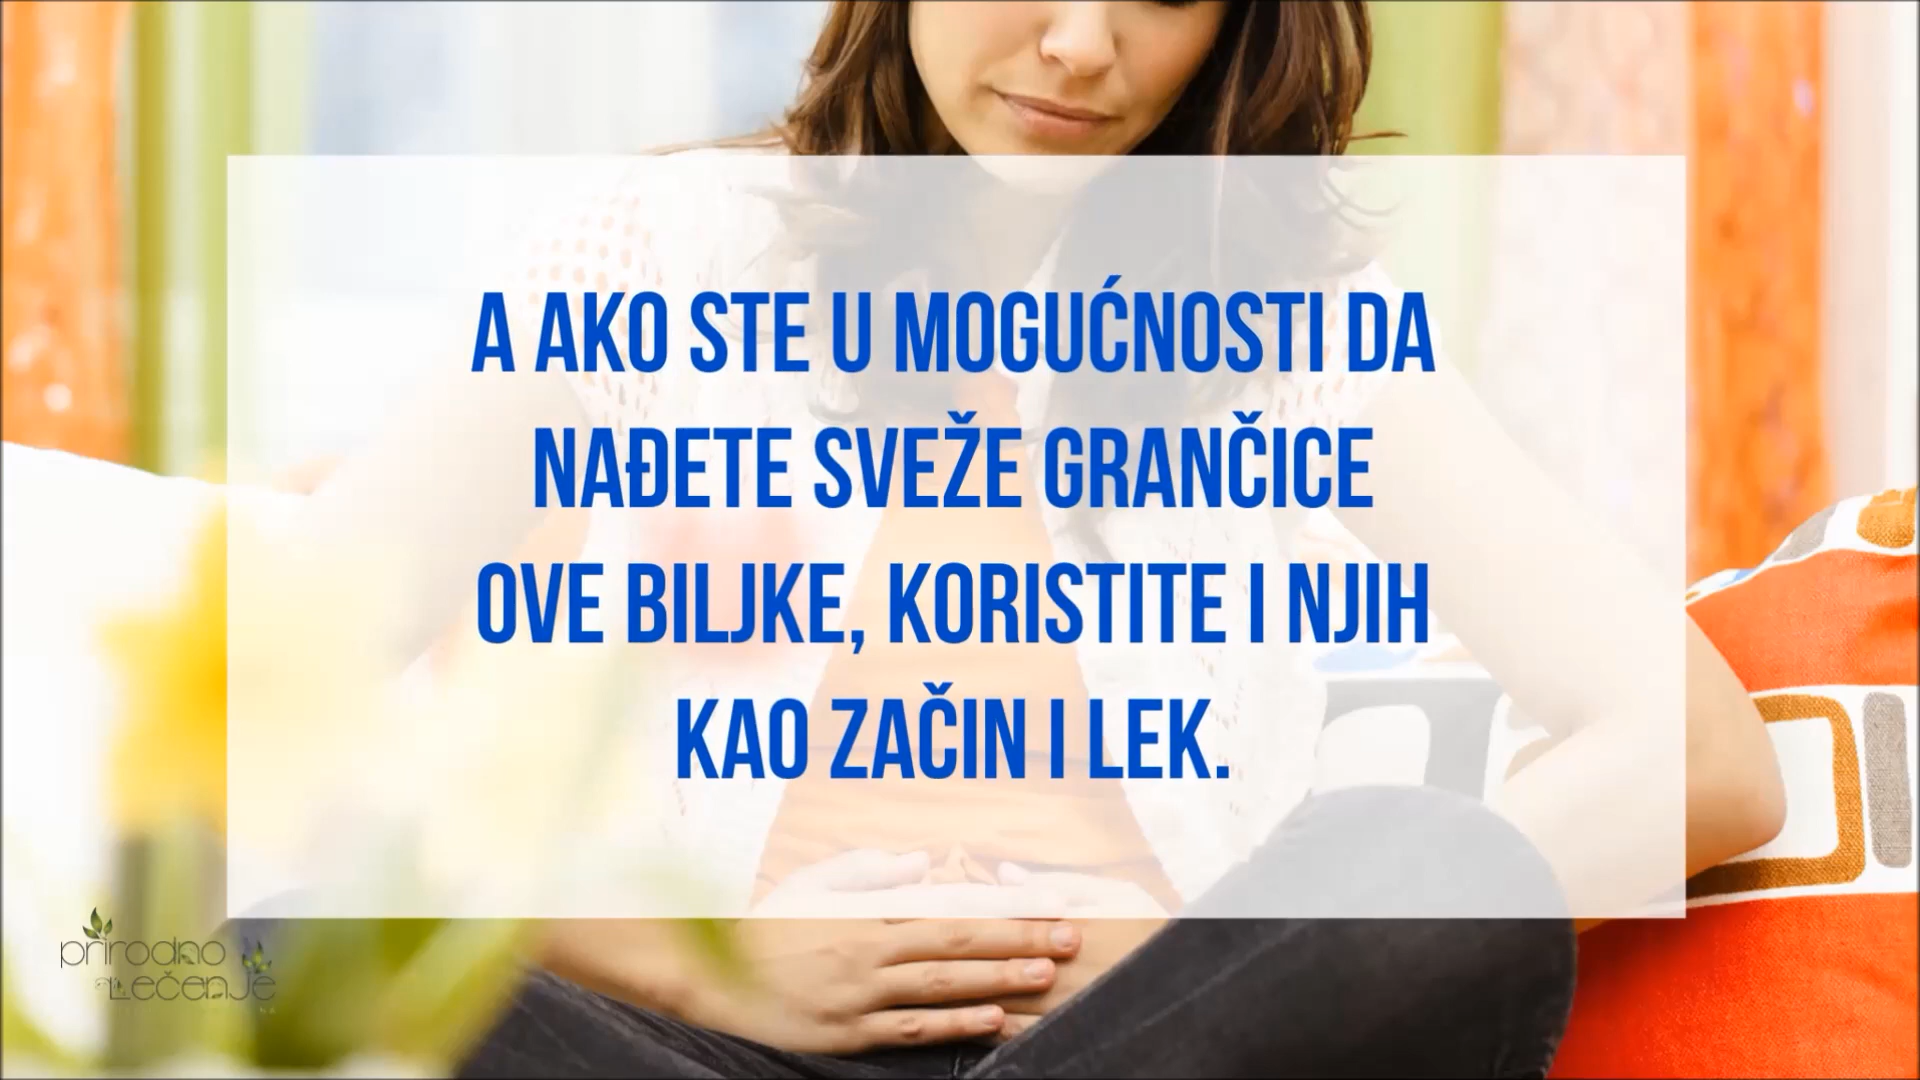 A AKO STE U MOGUĆNOSTI DA
NAĐETE SVEŽE GRANČICE
OVE BILJKE, KORISTITE I NJIH
KAO ZAČIN I LEK.
prirodno
Lečenje